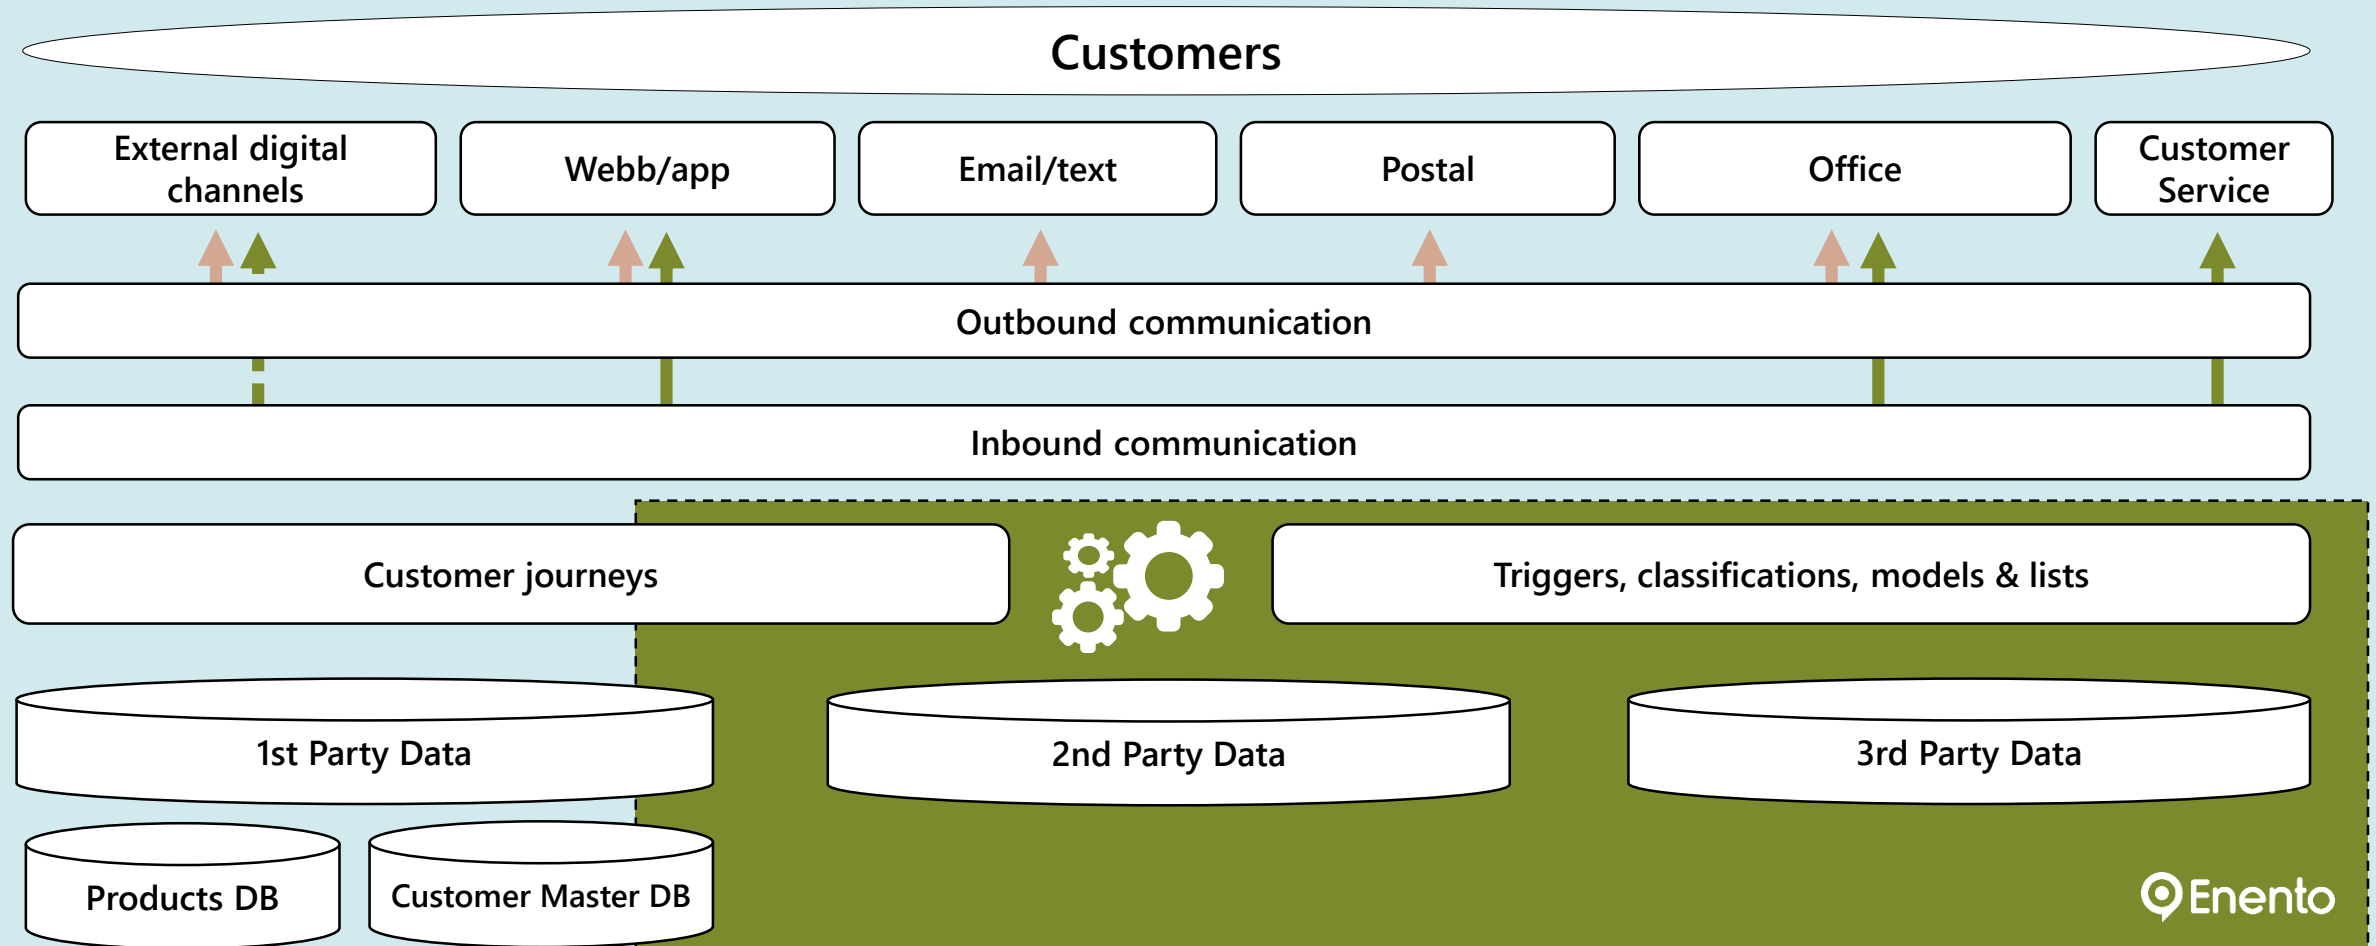 Customers
External digital
channels
Webb/app
Email/text
Postal
Office
Customer
Service
Outbound communication
Inbound communication
Customer journeys
Triggers, classifications, models & lists
1st Party Data
2nd Party Data
3rd Party Data
Products DB
Customer Master DB
Enento